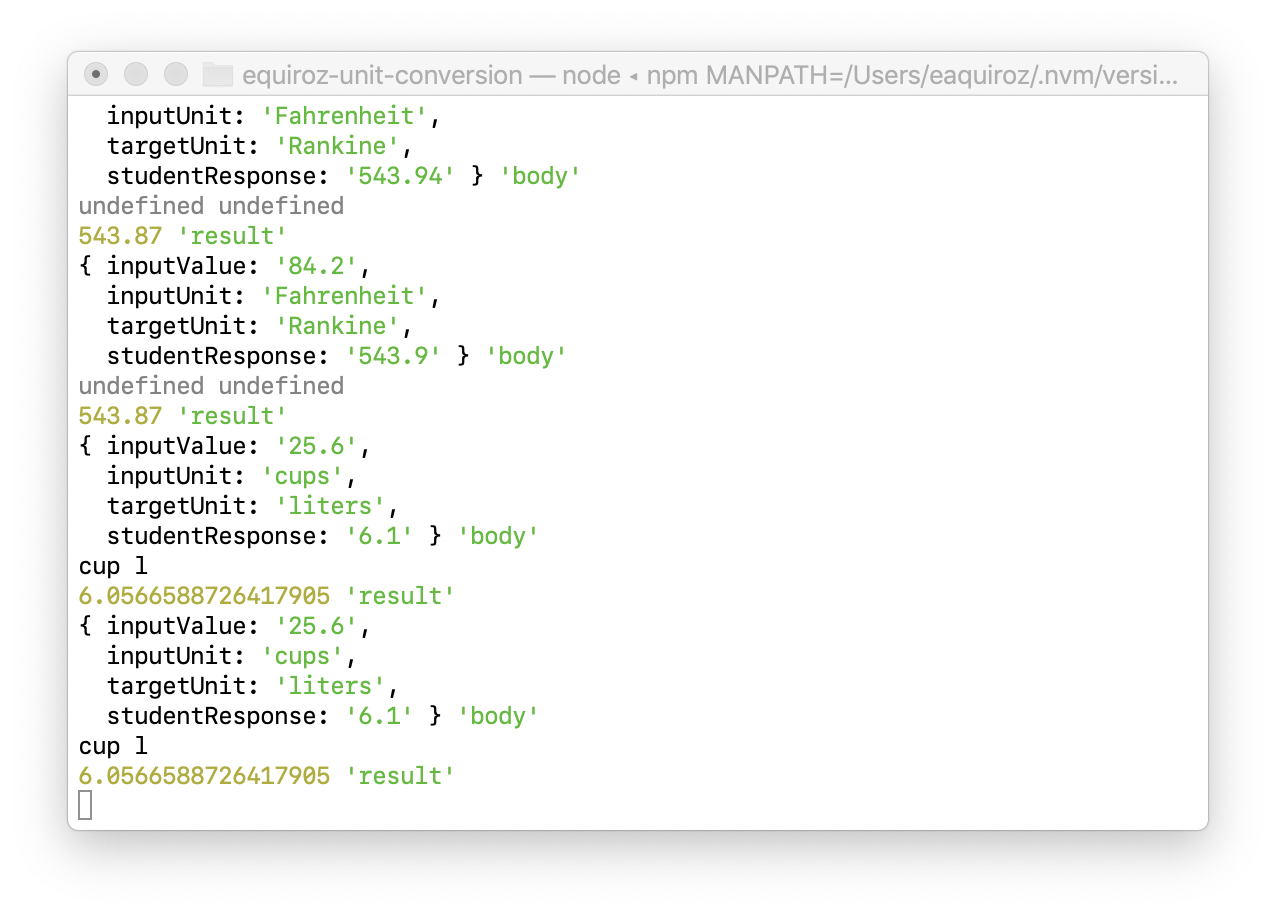 equiroz-unit-conversion — node ◂ npm MANPATH=/Users/eaquiroz/.nvm/versi...
  inputUnit: 'Fahrenheit',
  targetUnit: 'Rankine',
  studentResponse: '543.94' } 'body'
undefined undefined
543.87 'result'
{ inputValue: '84.2',
  inputUnit: 'Fahrenheit',
  targetUnit: 'Rankine',
  studentResponse: '543.9' } 'body'
undefined undefined
543.87 'result'
{ inputValue: '25.6',
  inputUnit: 'cups',
  targetUnit: 'liters',
  studentResponse: '6.1' } 'body'
cup l
6.0566588726417905 'result'
{ inputValue: '25.6',
  inputUnit: 'cups',
  targetUnit: 'liters',
  studentResponse: '6.1' } 'body'
cup l
6.0566588726417905 'result'